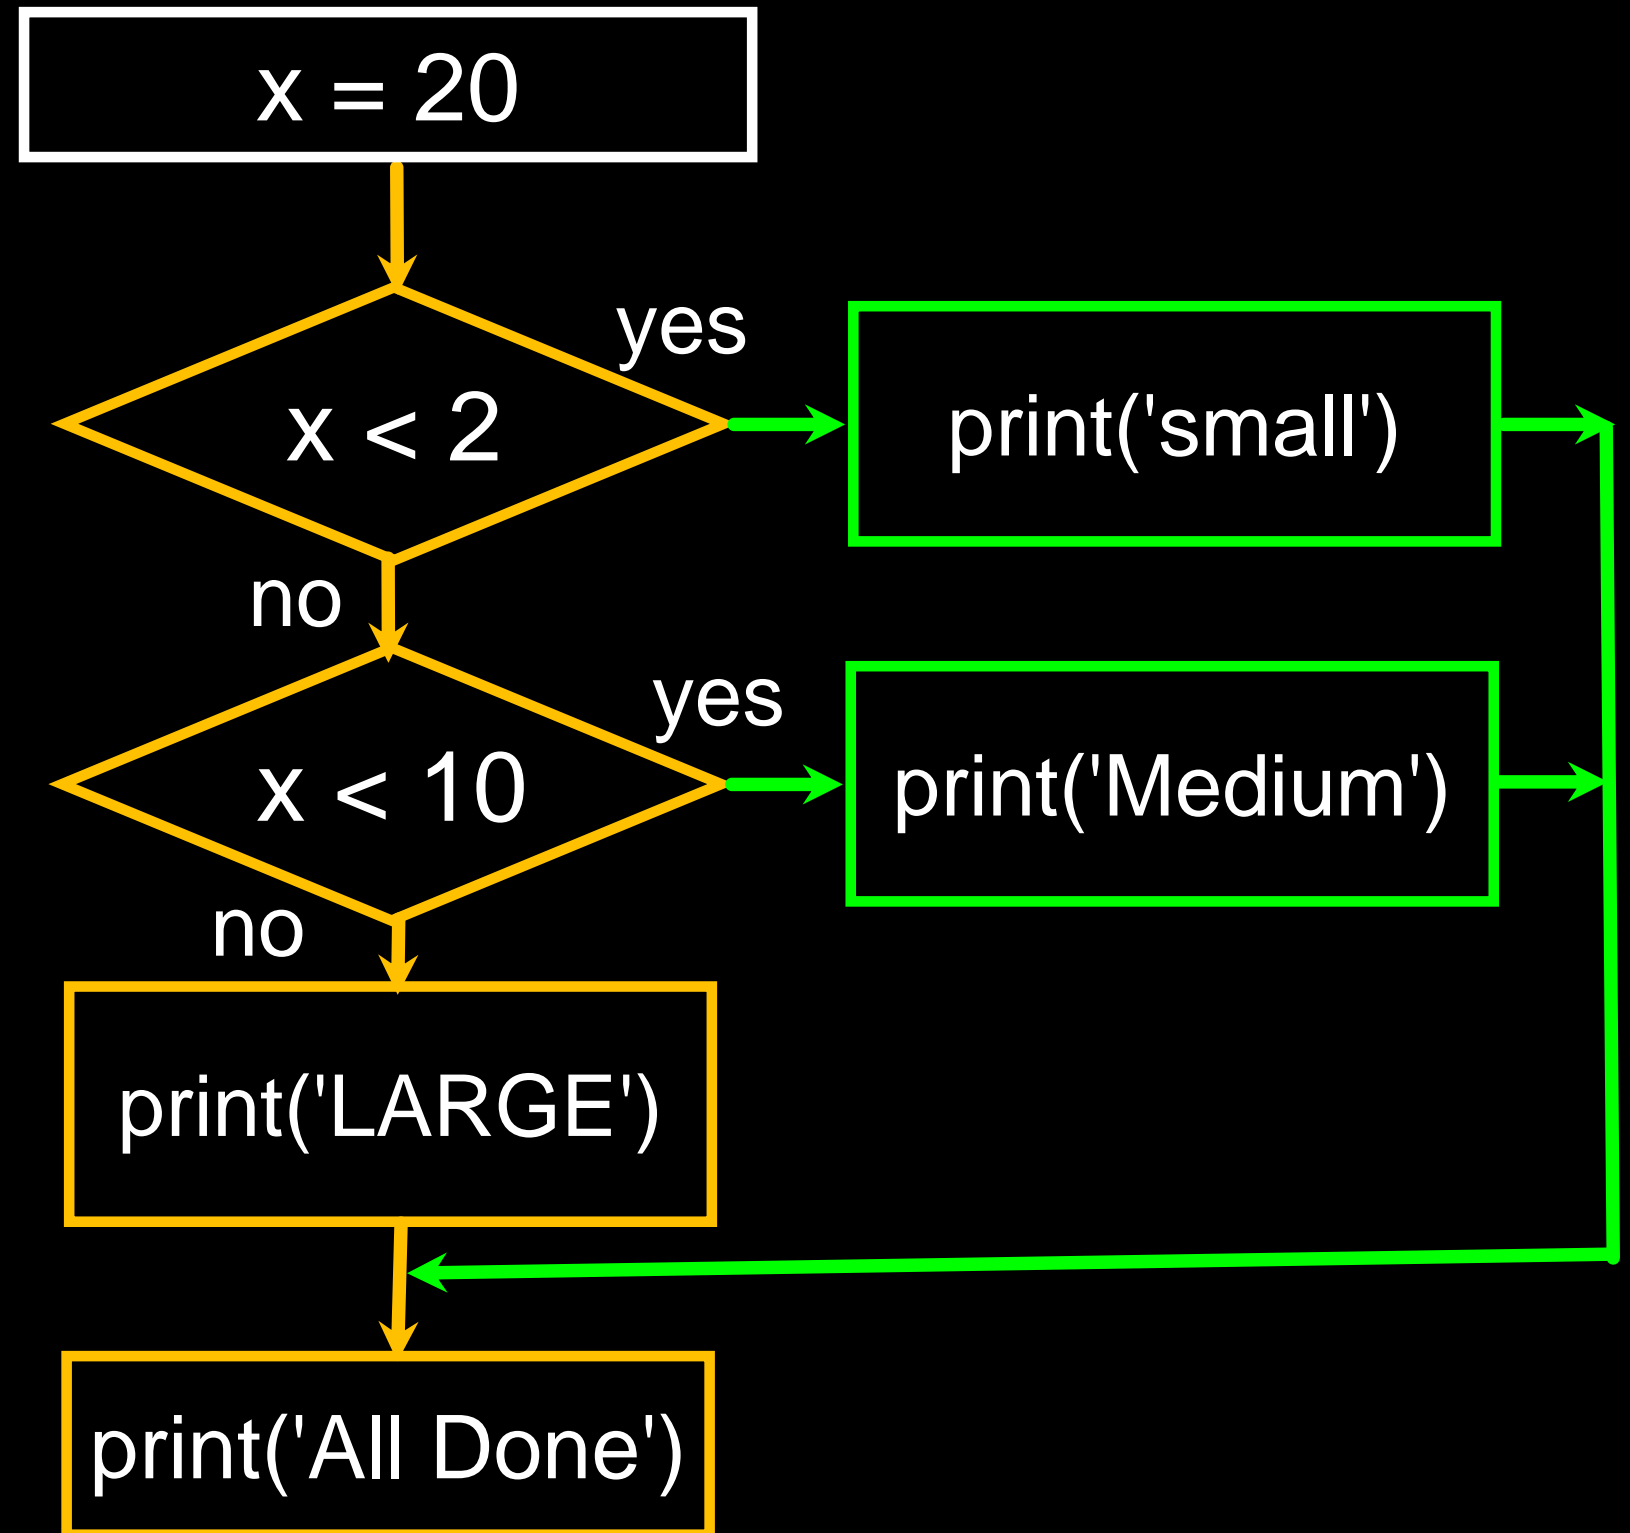 x = 20
yes
x < 2
print('small')
no
yes
x < 10
print('Medium')
no
print('LARGE')
print('All Done')